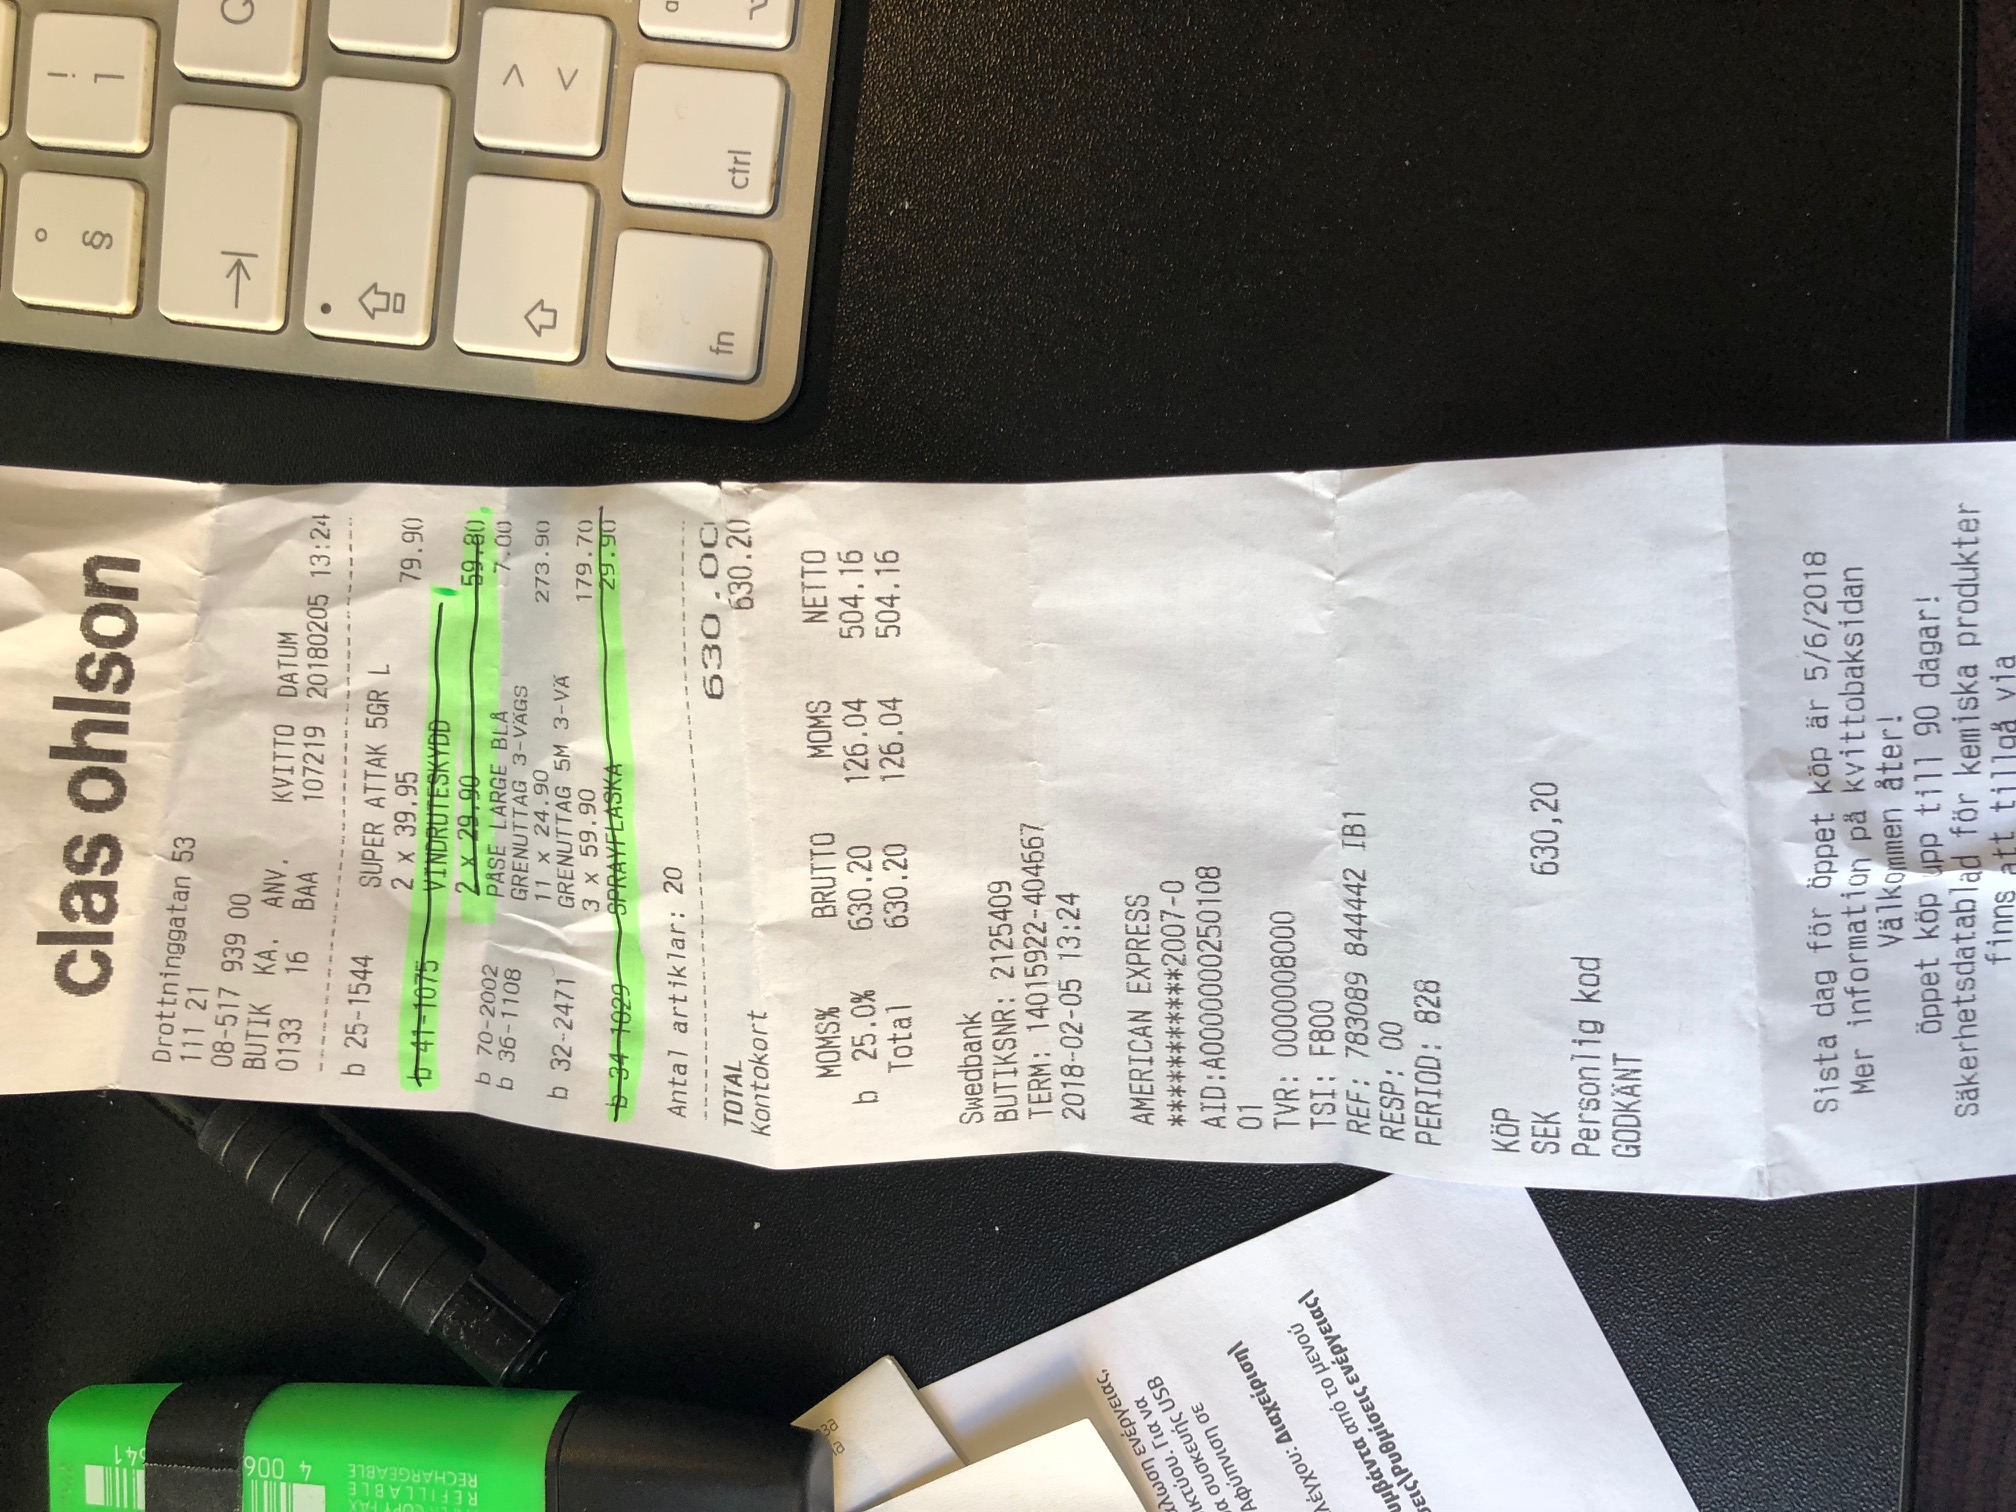 clas ohlson
Drottninggatan 53
111 21
08-517 939 00
BUTIK KA. ANV. KVITTO DATUM
0133 16 BAA 107219 20180205 13:24
b 25-1544 SUPER ATTAK 5GR L
2 x 39.95 79.90
b 41-1075 VINDRUTESKYDD
2 x 29.90 59.80
b 70-2002 PÅSE LARGE BLÅ 7.00
b 36-1108 GRENUTTAG 3-VÄGS
11 x 24.90 273.90
b 32-2471 GRENUTTAG 5M 3-VÄ
3 x 59.90 179.70
b 34-1029 SPRAYFLASKA 29.90
Antal artiklar: 20
TOTAL 630.00
Kontokort 630.20
MOMS% BRUTTO MOMS NETTO
b 25.0% 630.20 126.04 504.16
Total 630.20 126.04 504.16
Swedbank
BUTIKSNR: 2125409
TERM: 14015922-404667
2018-02-05 13:24
AMERICAN EXPRESS
***********2007-0
AID:A0000000250108
01
TVR: 0000008000
TSI: F800
REF: 783089 844442 IB1
RESP: 00
PERIOD: 828
KÖP
SEK 630,20
Personlig kod
GODKÄNT
Sista dag för öppet köp är 5/6/2018
Mer information på kvittobaksidan
Välkommen åter!
Öppet köp upp till 90 dagar!
Säkerhetsdatablad för kemiska produkter
finns att tillgå via
REFILLABLE
RECHARGEABLE
4 006
ενέργειας,
Για να
συσκευής USB
Αφύπνιση σε
Διαχείριση\
από το μενού
Ρυθμίσεις ενέργειας\
° §
! 1
Q
> <
fn
ctrl